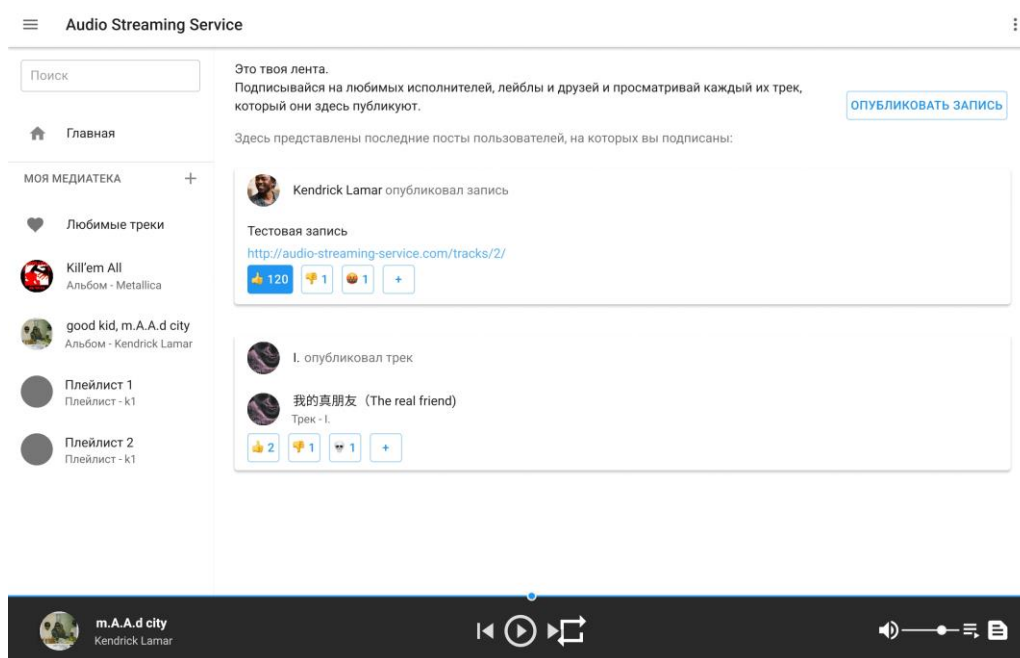 Audio Streaming Service
Поиск
Главная
МОЯ МЕДИАТЕКА +
Любимые треки
Kill'em All
Альбом - Metallica
good kid, m.A.A.d city
Альбом - Kendrick Lamar
Плейлист 1
Плейлист - k1
Плейлист 2
Плейлист - k1
Это твоя лента.
Подписывайся на любимых исполнителей, лейблы и друзей и просматривай каждый их трек,
который они здесь публикуют.
ОПУБЛИКОВАТЬ ЗАПИСЬ
Здесь представлены последние посты пользователей, на которых вы подписаны:
Kendrick Lamar опубликовал запись
Тестовая запись
http://audio-streaming-service.com/tracks/2/
👍 120 👎 1 🤬 1 +
I. опубликовал трек
我的真朋友（The real friend)
Трек - I.
👍 2 👎 1 💀 1 +
m.A.A.d city
Kendrick Lamar